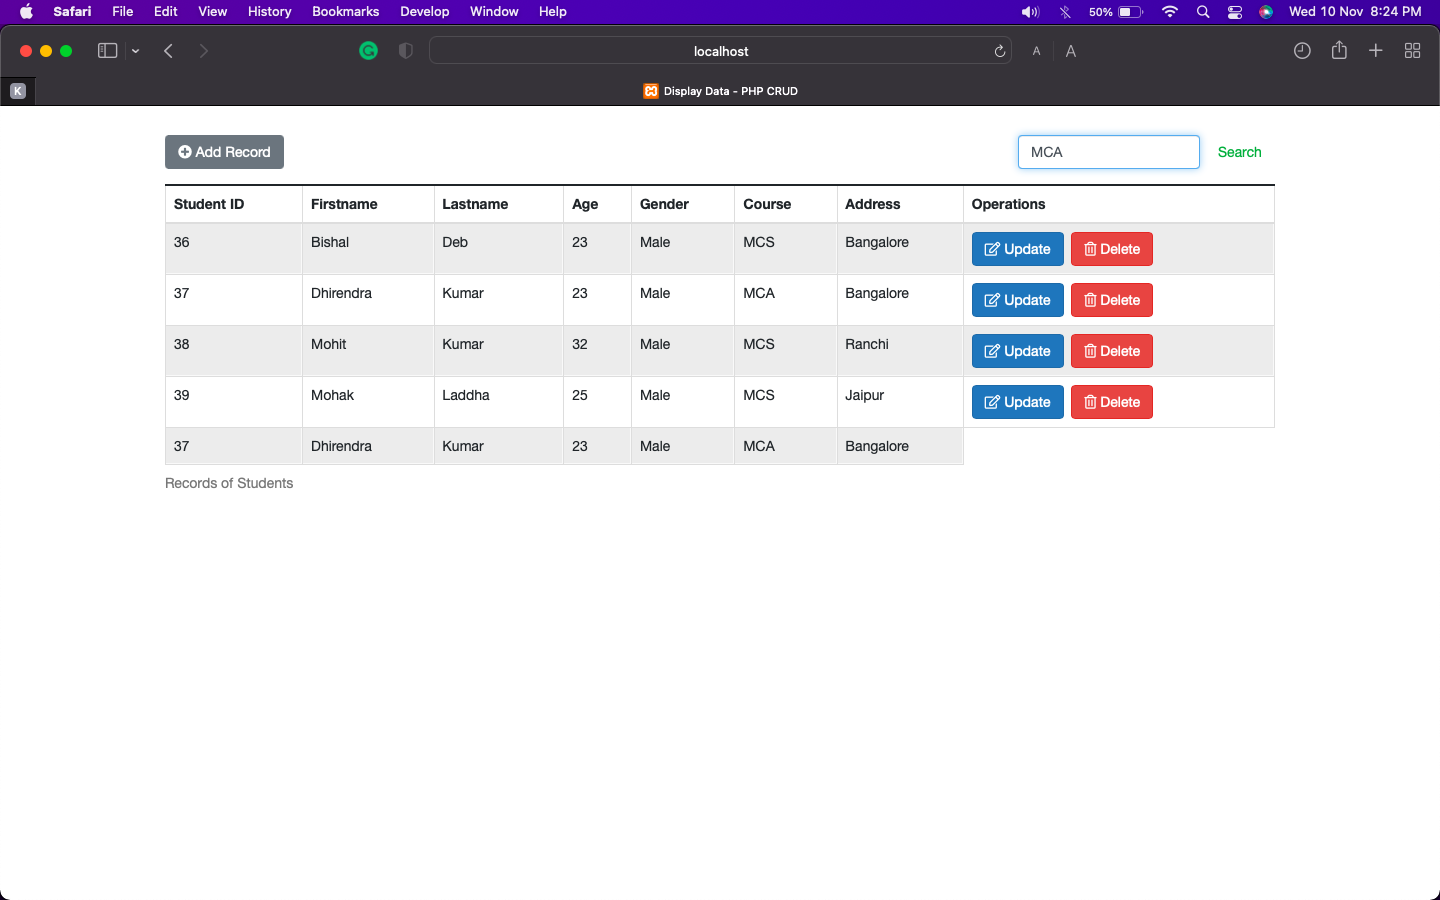 Safari File Edit View History Bookmarks Develop Window Help 50% Wed 10 Nov 8:24 PM
localhost A A
K Display Data - PHP CRUD
Add Record MCA Search
Student ID Firstname Lastname Age Gender Course Address Operations
36 Bishal Deb 23 Male MCS Bangalore Update Delete
37 Dhirendra Kumar 23 Male MCA Bangalore Update Delete
38 Mohit Kumar 32 Male MCS Ranchi Update Delete
39 Mohak Laddha 25 Male MCS Jaipur Update Delete
37 Dhirendra Kumar 23 Male MCA Bangalore
Records of Students